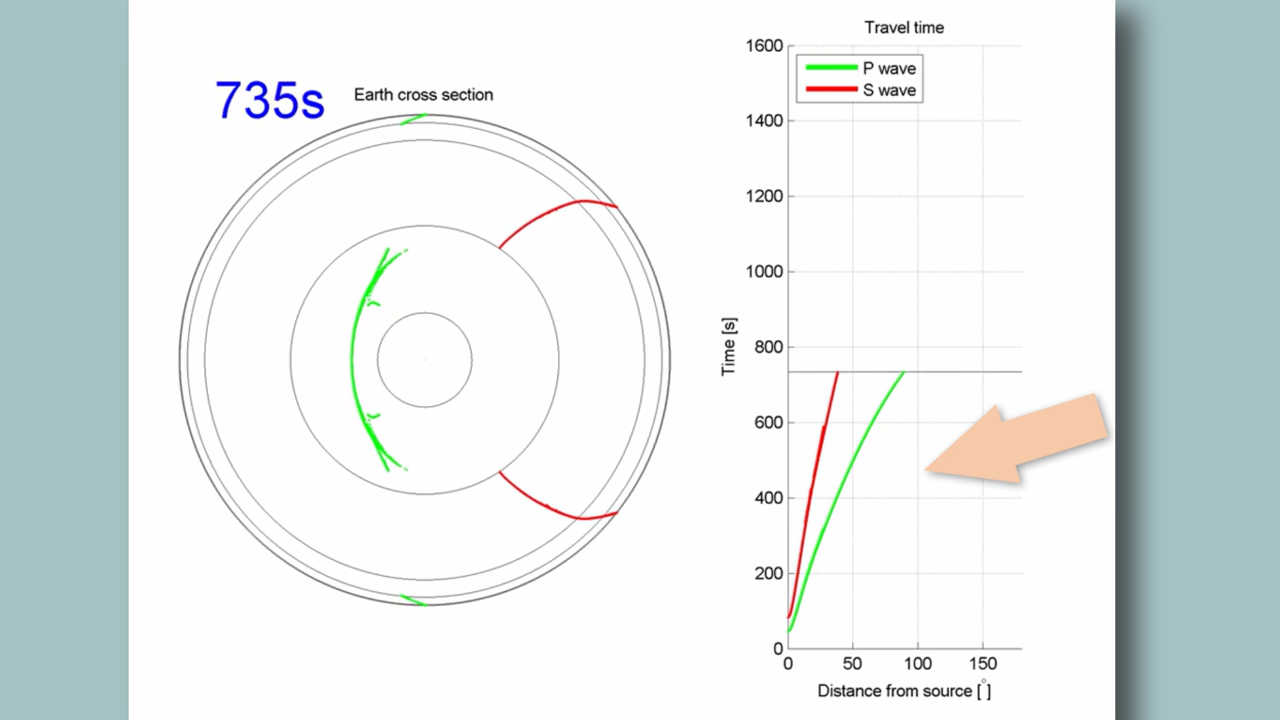 735s
Earth cross section
Travel time
P wave
S wave
1600
1400
1200
1000
800
600
400
200
0
Time [s]
0 50 100 150
Distance from source [°]